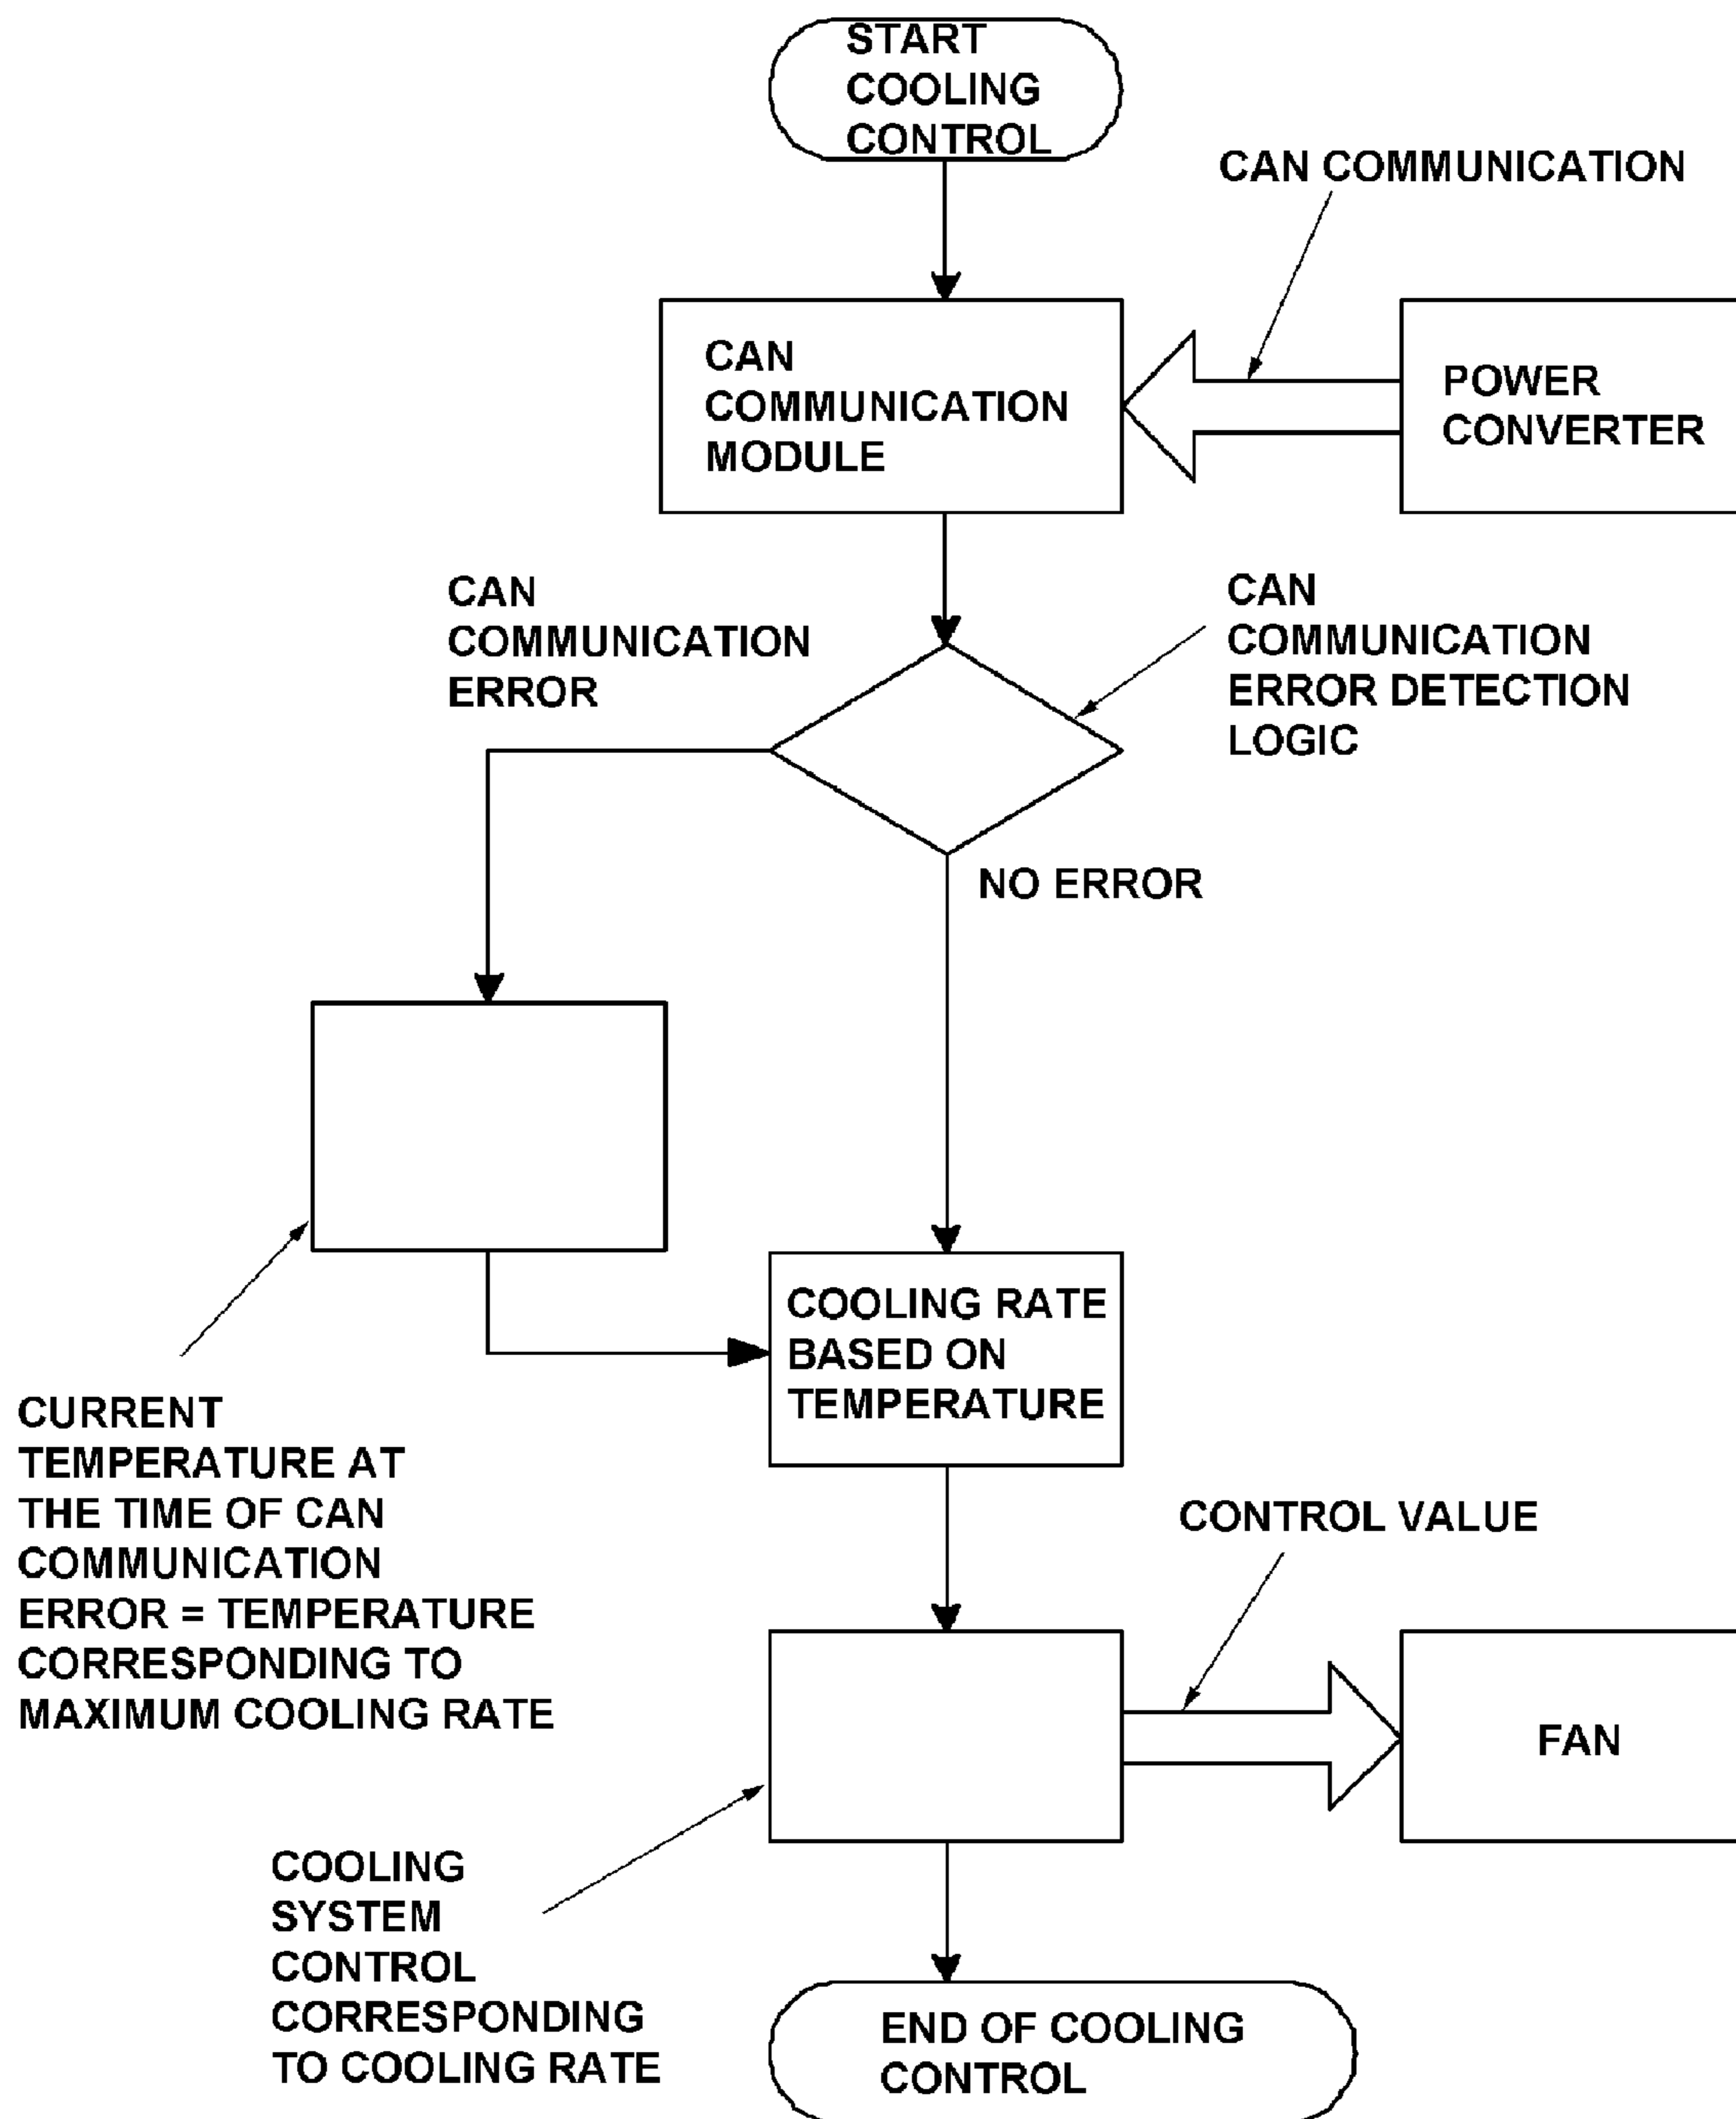 START
COOLING
CONTROL
CAN COMMUNICATION
CAN
COMMUNICATION
MODULE
POWER
CONVERTER
CAN
COMMUNICATION
ERROR
CAN
COMMUNICATION
ERROR DETECTION
LOGIC
NO ERROR
COOLING RATE
BASED ON
TEMPERATURE
CURRENT
TEMPERATURE AT
THE TIME OF CAN
COMMUNICATION
ERROR = TEMPERATURE
CORRESPONDING TO
MAXIMUM COOLING RATE
CONTROL VALUE
FAN
COOLING
SYSTEM
CONTROL
CORRESPONDING
TO COOLING RATE
END OF COOLING
CONTROL